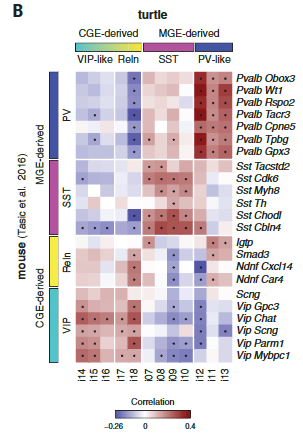 B
turtle
CGE-derived MGE-derived
VIP-like Reln SST PV-like
mouse (Tasic et al. 2016)
MGE-derived
CGE-derived
PV
SST
Reln
VIP
Pvalb Obox3
Pvalb Wt1
Pvalb Rspo2
Pvalb Tacr3
Pvalb Cpne5
Pvalb Tpbg
Pvalb Gpx3
Sst Tacstd2
Sst Cdk6
Sst Myh8
Sst Th
Sst Chodl
Sst Cbln4
Igtp
Smad3
Ndnf Cxcl14
Ndnf Car4
Scng
Vip Gpc3
Vip Chat
Vip Scng
Vip Parm1
Vip Mybpc1
i14 i15 i16 i17 i18 i07 i08 i09 i10 i12 i11 i13
Correlation
-0.26 0 0.4